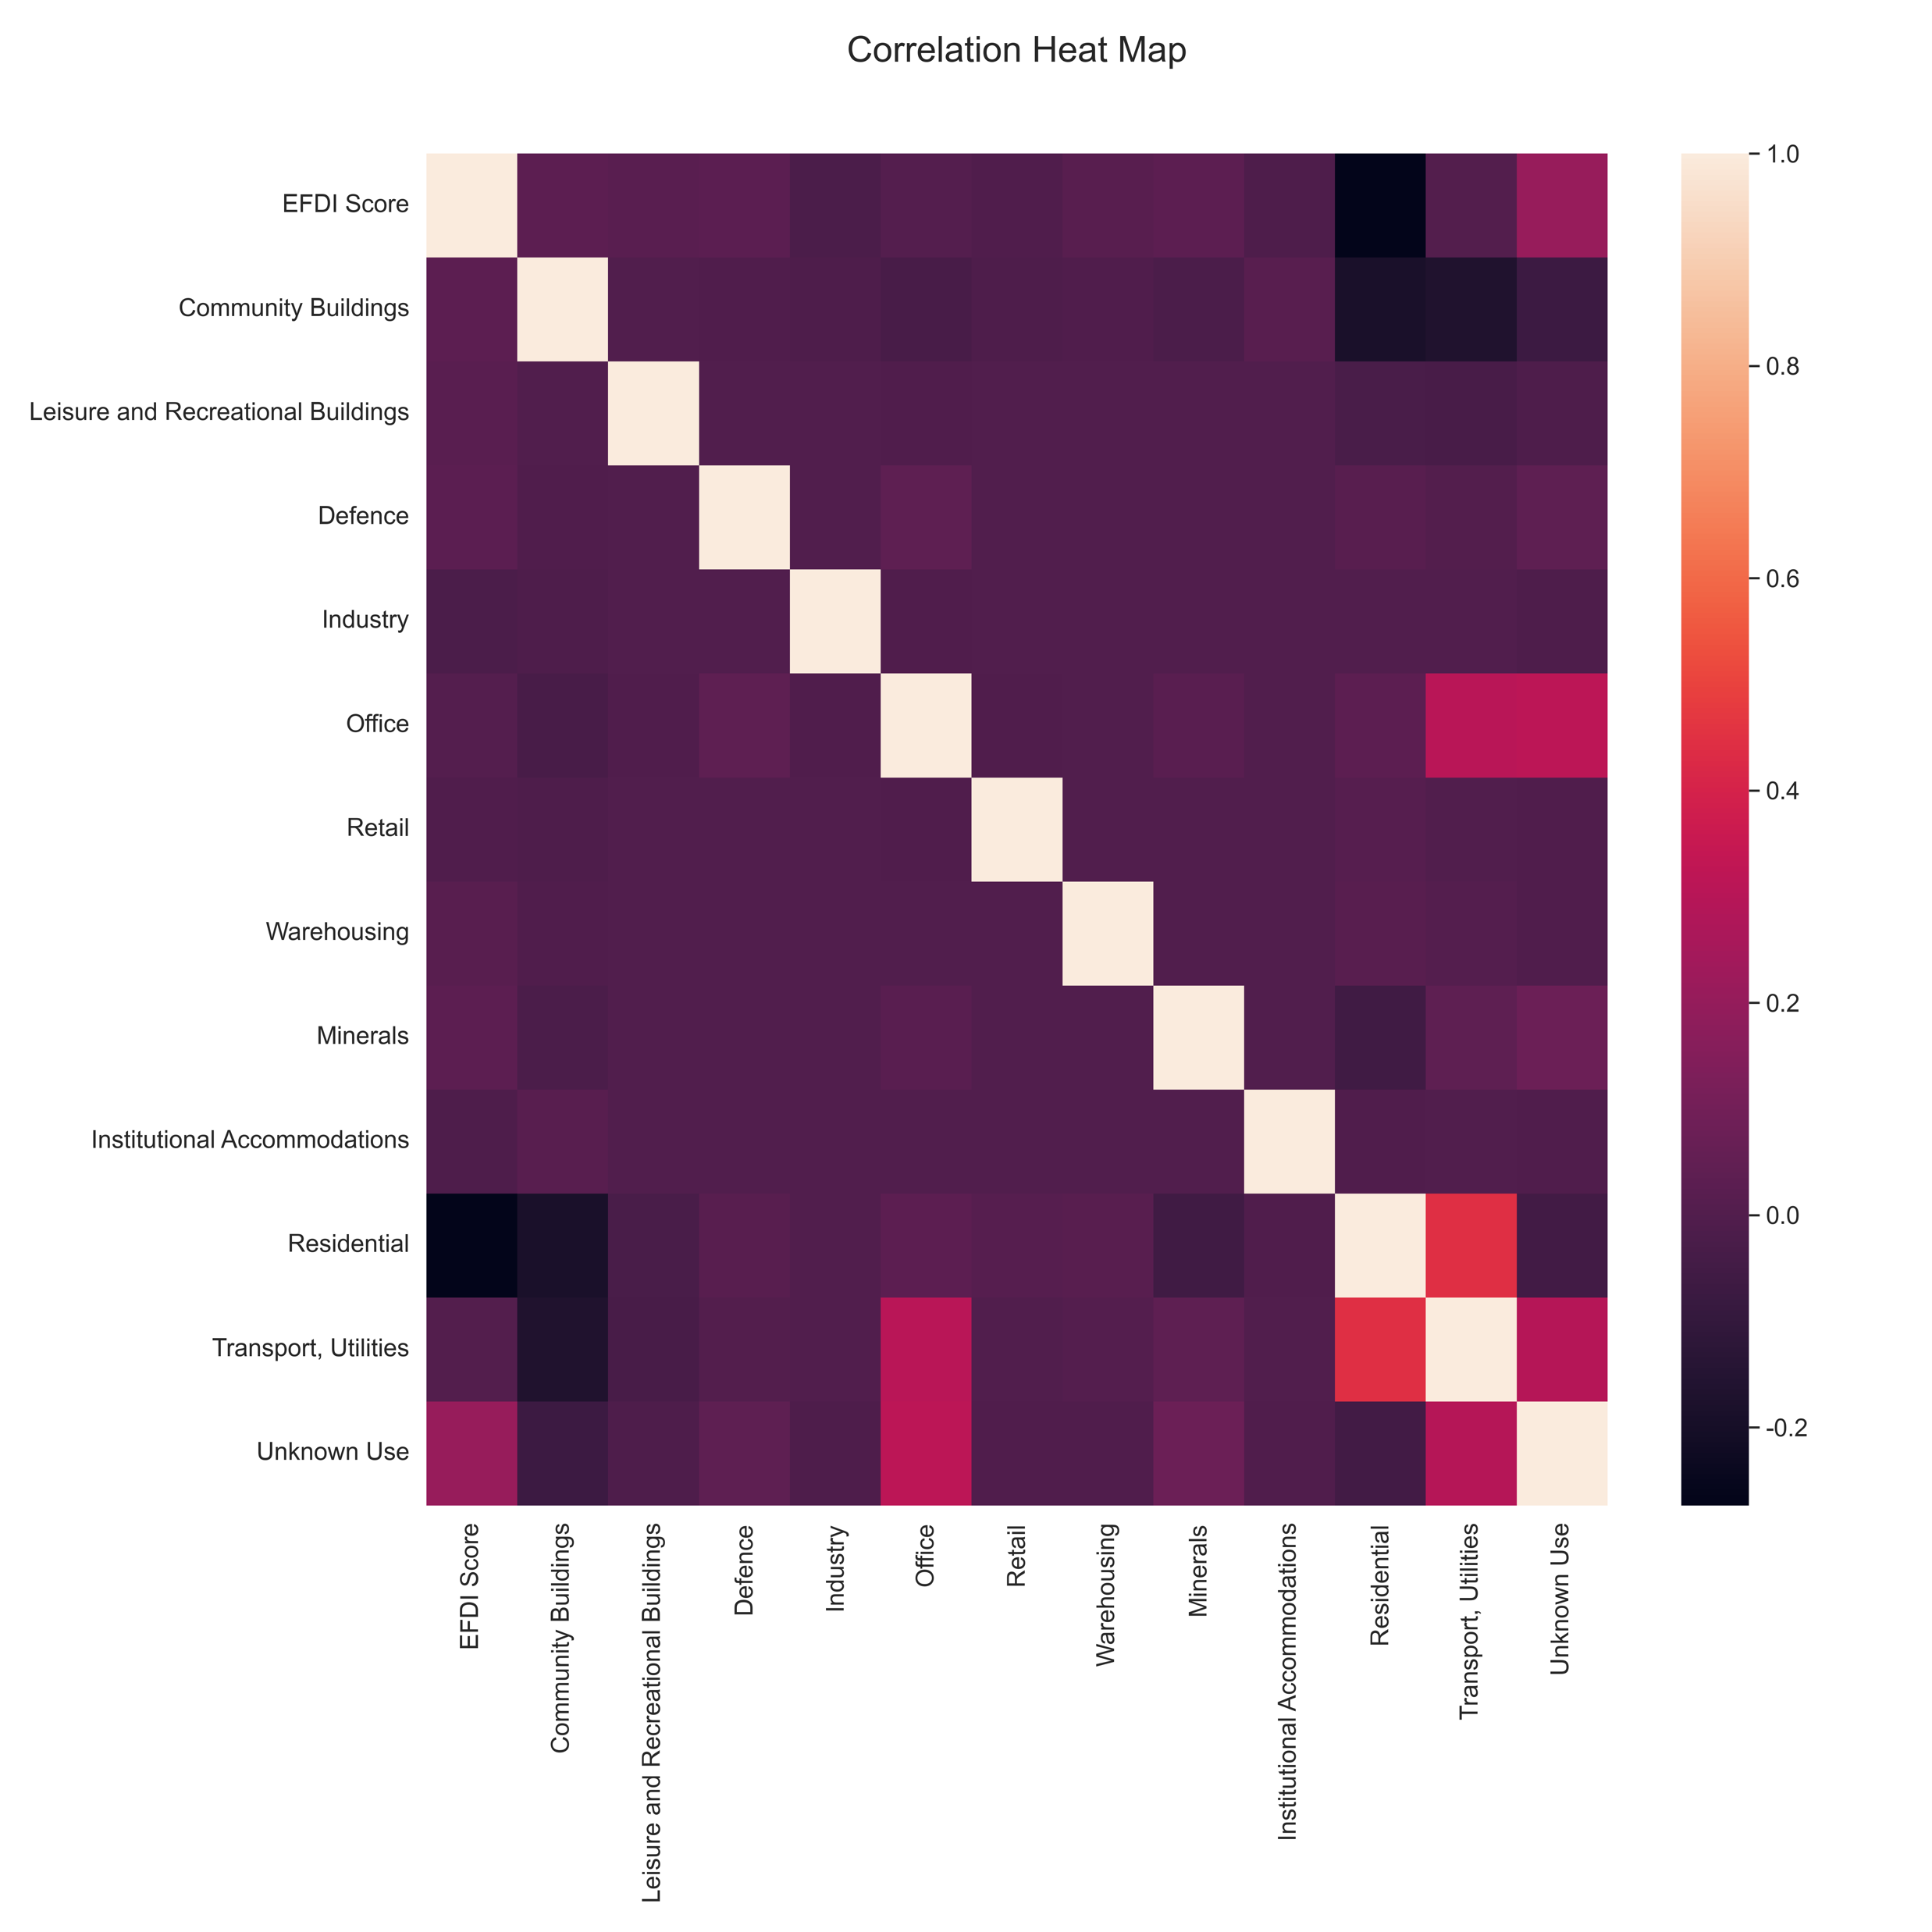 Correlation Heat Map
EFDI Score
Community Buildings
Leisure and Recreational Buildings
Defence
Industry
Office
Retail
Warehousing
Minerals
Institutional Accommodations
Residential
Transport, Utilities
Unknown Use
EFDI Score
Community Buildings
Leisure and Recreational Buildings
Defence
Industry
Office
Retail
Warehousing
Minerals
Institutional Accommodations
Residential
Transport, Utilities
Unknown Use
1.0
0.8
0.6
0.4
0.2
0.0
-0.2